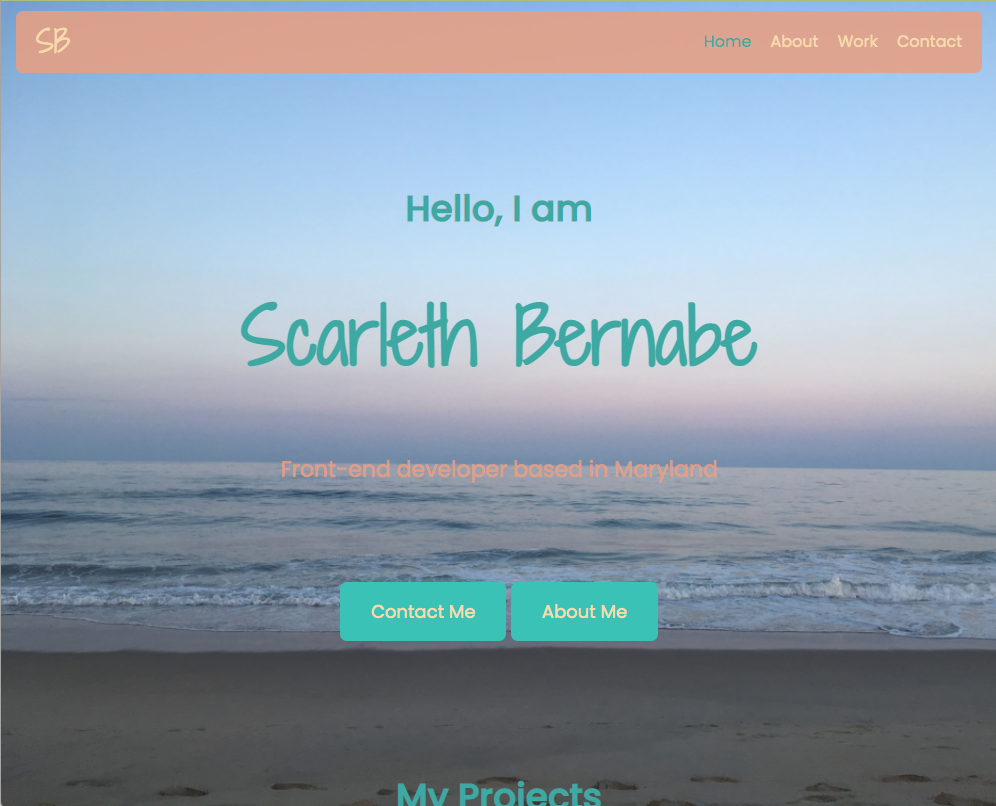 SB
Home About Work Contact
Hello, I am
Scarleth Bernabe
Front-end developer based in Maryland
Contact Me About Me
My Projects